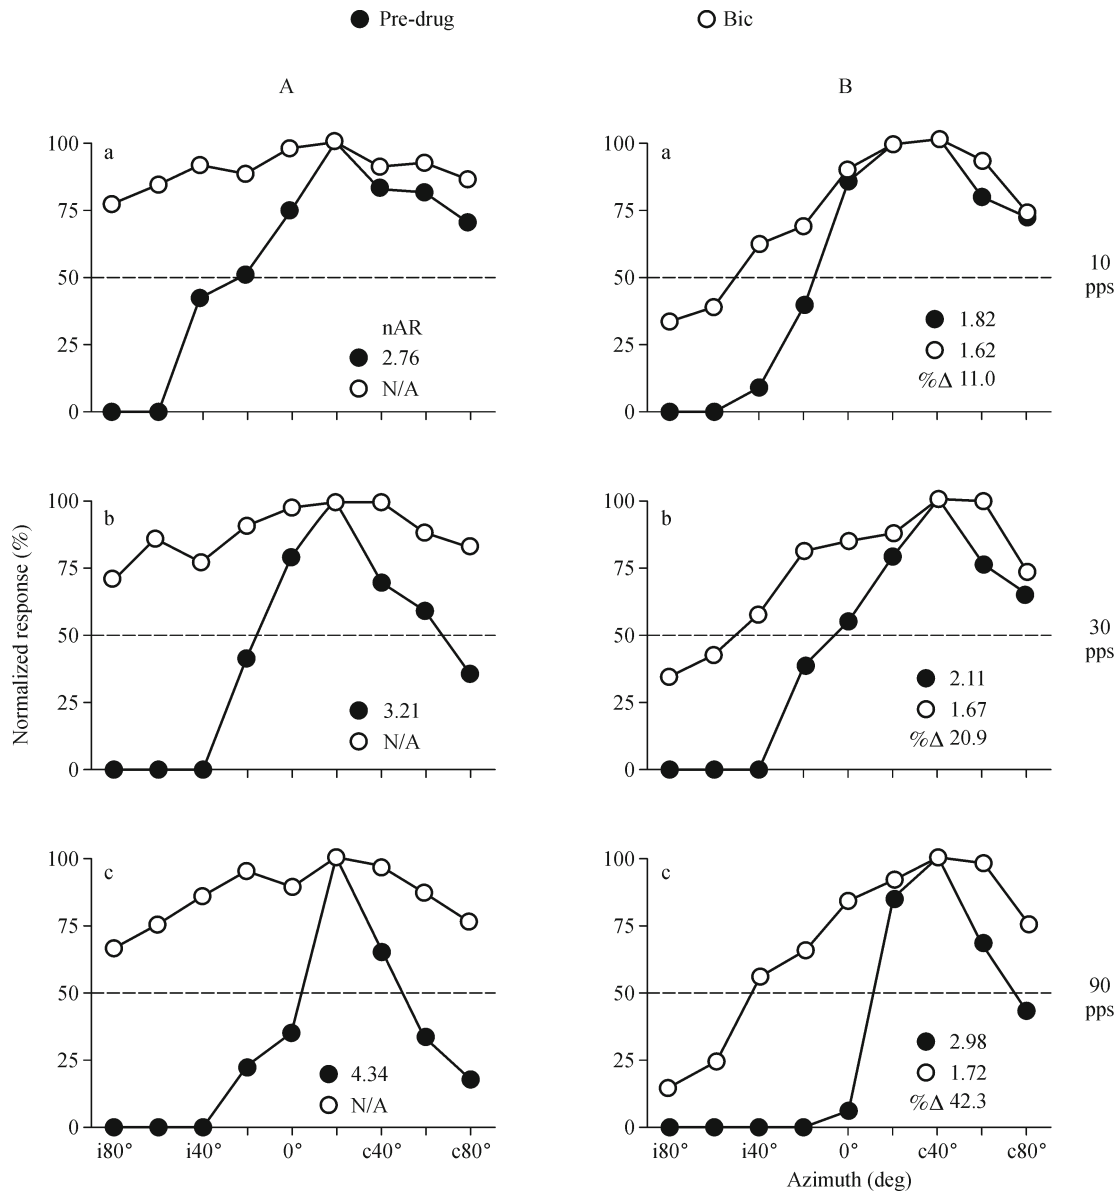 Pre-drug Bic
A B
Normalized response (%)
a
100
75
50
25
0
nAR
2.76
N/A
a
100
75
50
25
0
1.82
1.62
%Δ 11.0
10
pps
b
100
75
50
25
0
3.21
N/A
b
100
75
50
25
0
2.11
1.67
%Δ 20.9
30
pps
c
100
75
50
25
0
4.34
N/A
i80° i40° 0° c40° c80°
c
100
75
50
25
0
2.98
1.72
%Δ 42.3
i80° i40° 0° c40° c80°
90
pps
Azimuth (deg)